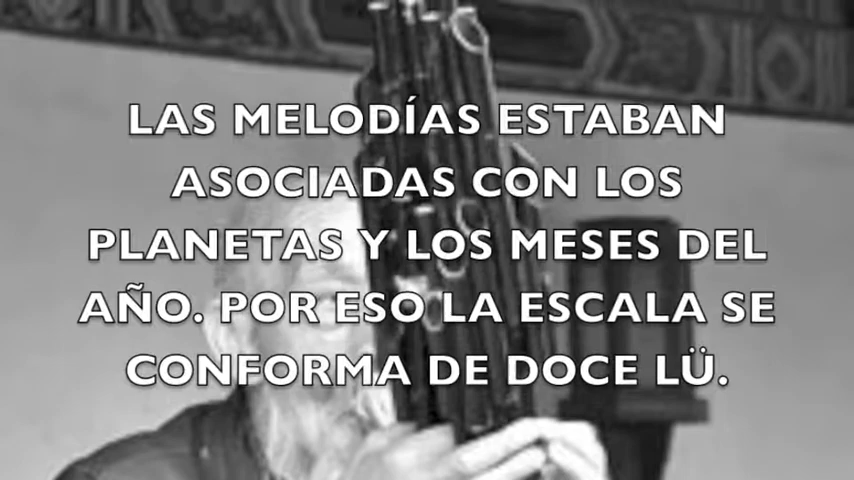 LAS MELODÍAS ESTABAN
ASOCIADAS CON LOS
PLANETAS Y LOS MESES DEL
AÑO. POR ESO LA ESCALA SE
CONFORMA DE DOCE LÜ.